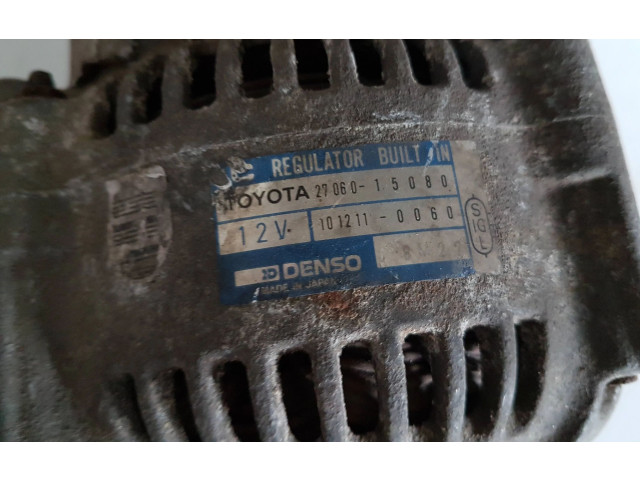 REGULATOR BUILT IN
TOYOTA 27060-15080
12V 101211-0060
DENSO
MADE IN JAPAN